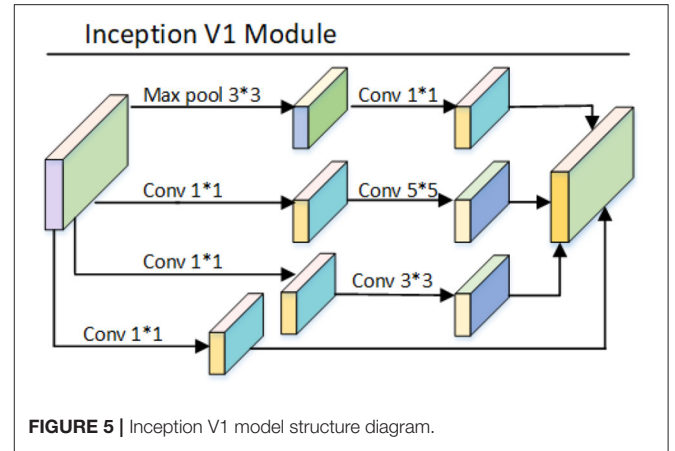 Inception V1 Module
Max pool 3*3
Conv 1*1
Conv 1*1
Conv 5*5
Conv 1*1
Conv 3*3
Conv 1*1
FIGURE 5 | Inception V1 model structure diagram.